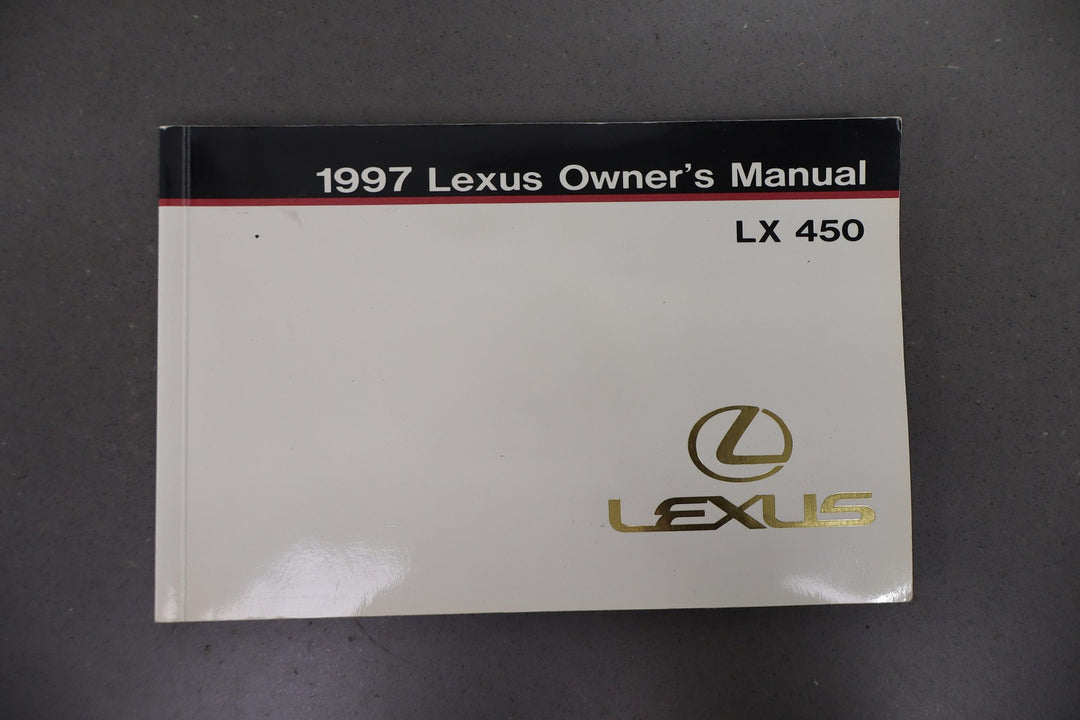 1997 Lexus Owner's Manual
LX 450
LEXUS